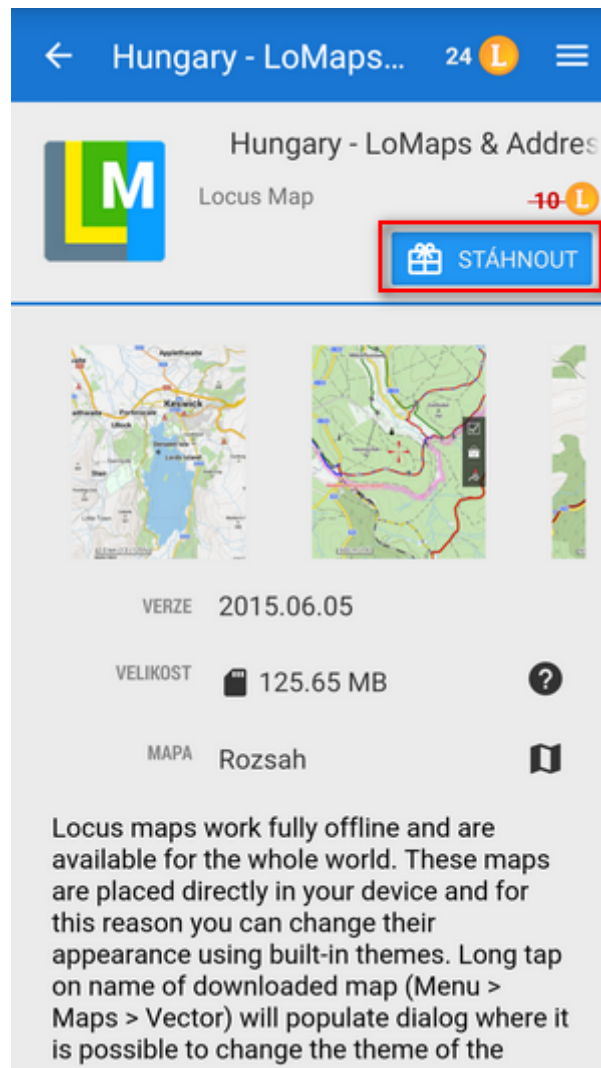 Hungary - LoMaps... 24 L
Hungary - LoMaps & Addres
M
Locus Map
10 L
STÁHNOUT
Applethwaite
Keswick
Portinscale
Ullock
VERZE 2015.06.05
VELIKOST 125.65 MB ?
MAPA Rozsah
Locus maps work fully offline and are
available for the whole world. These maps
are placed directly in your device and for
this reason you can change their
appearance using built-in themes. Long tap
on name of downloaded map (Menu >
Maps > Vector) will populate dialog where it
is possible to change the theme of the